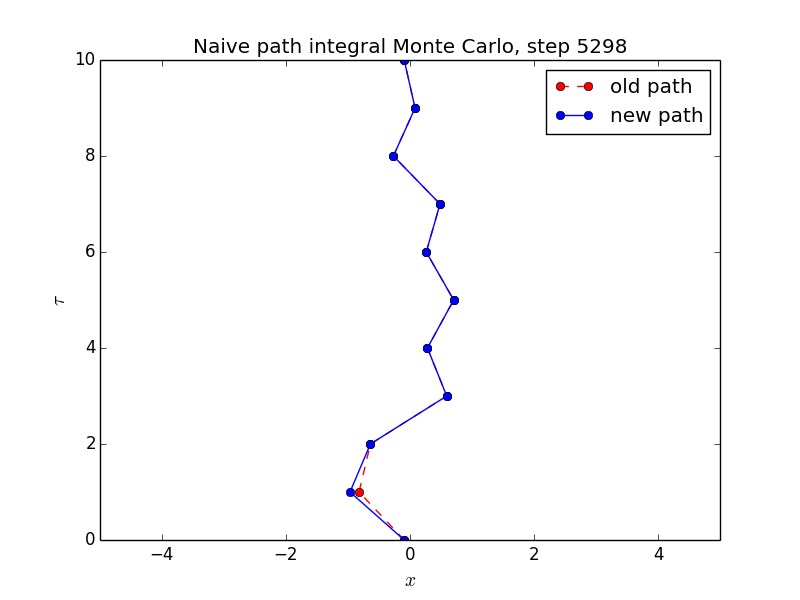 Naive path integral Monte Carlo, step 5298
old path
new path
10
8
6
4
2
0
τ
−4 −2 0 2 4
x